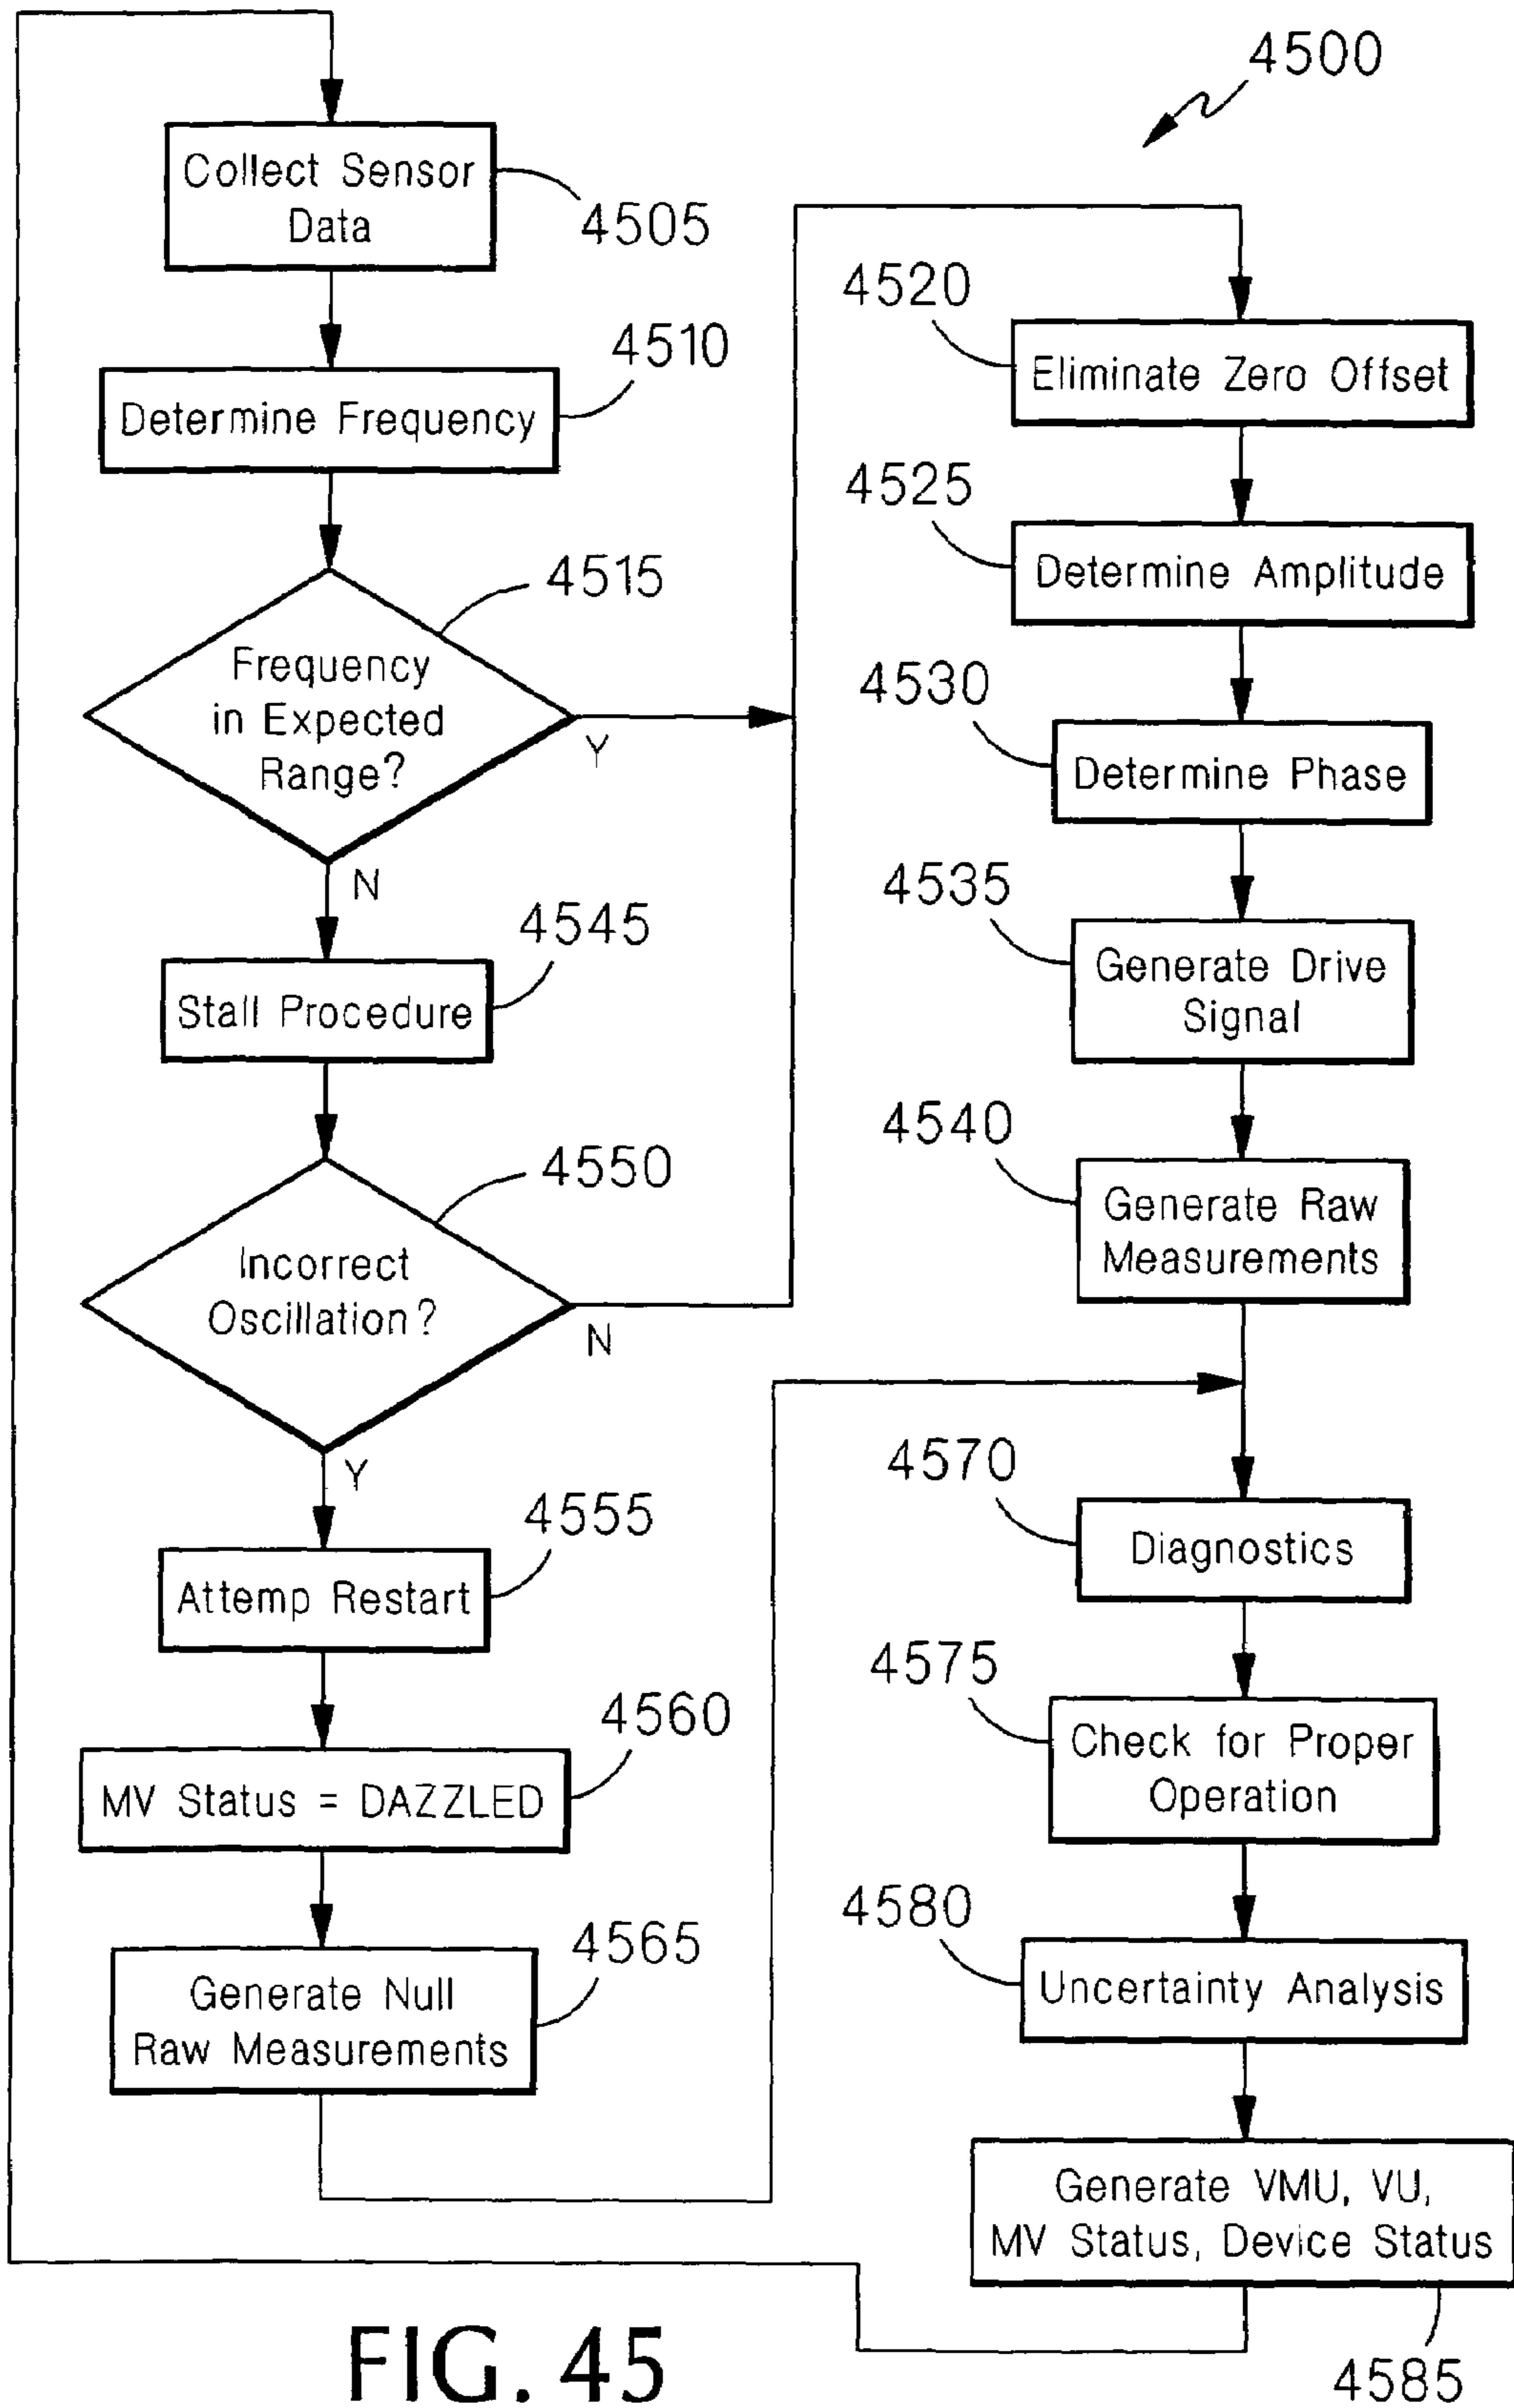 4500
Collect Sensor
Data
4505
4510
Determine Frequency
4515
Frequency
in Expected
Range?
Y
N
4545
Stall Procedure
4550
Incorrect
Oscillation?
N
Y
4555
Attemp Restart
4560
MV Status = DAZZLED
4565
Generate Null
Raw Measurements
4520
Eliminate Zero Offset
4525
Determine Amplitude
4530
Determine Phase
4535
Generate Drive
Signal
4540
Generate Raw
Measurements
4570
Diagnostics
4575
Check for Proper
Operation
4580
Uncertainty Analysis
Generate VMU, VU,
MV Status, Device Status
4585
FIG. 45